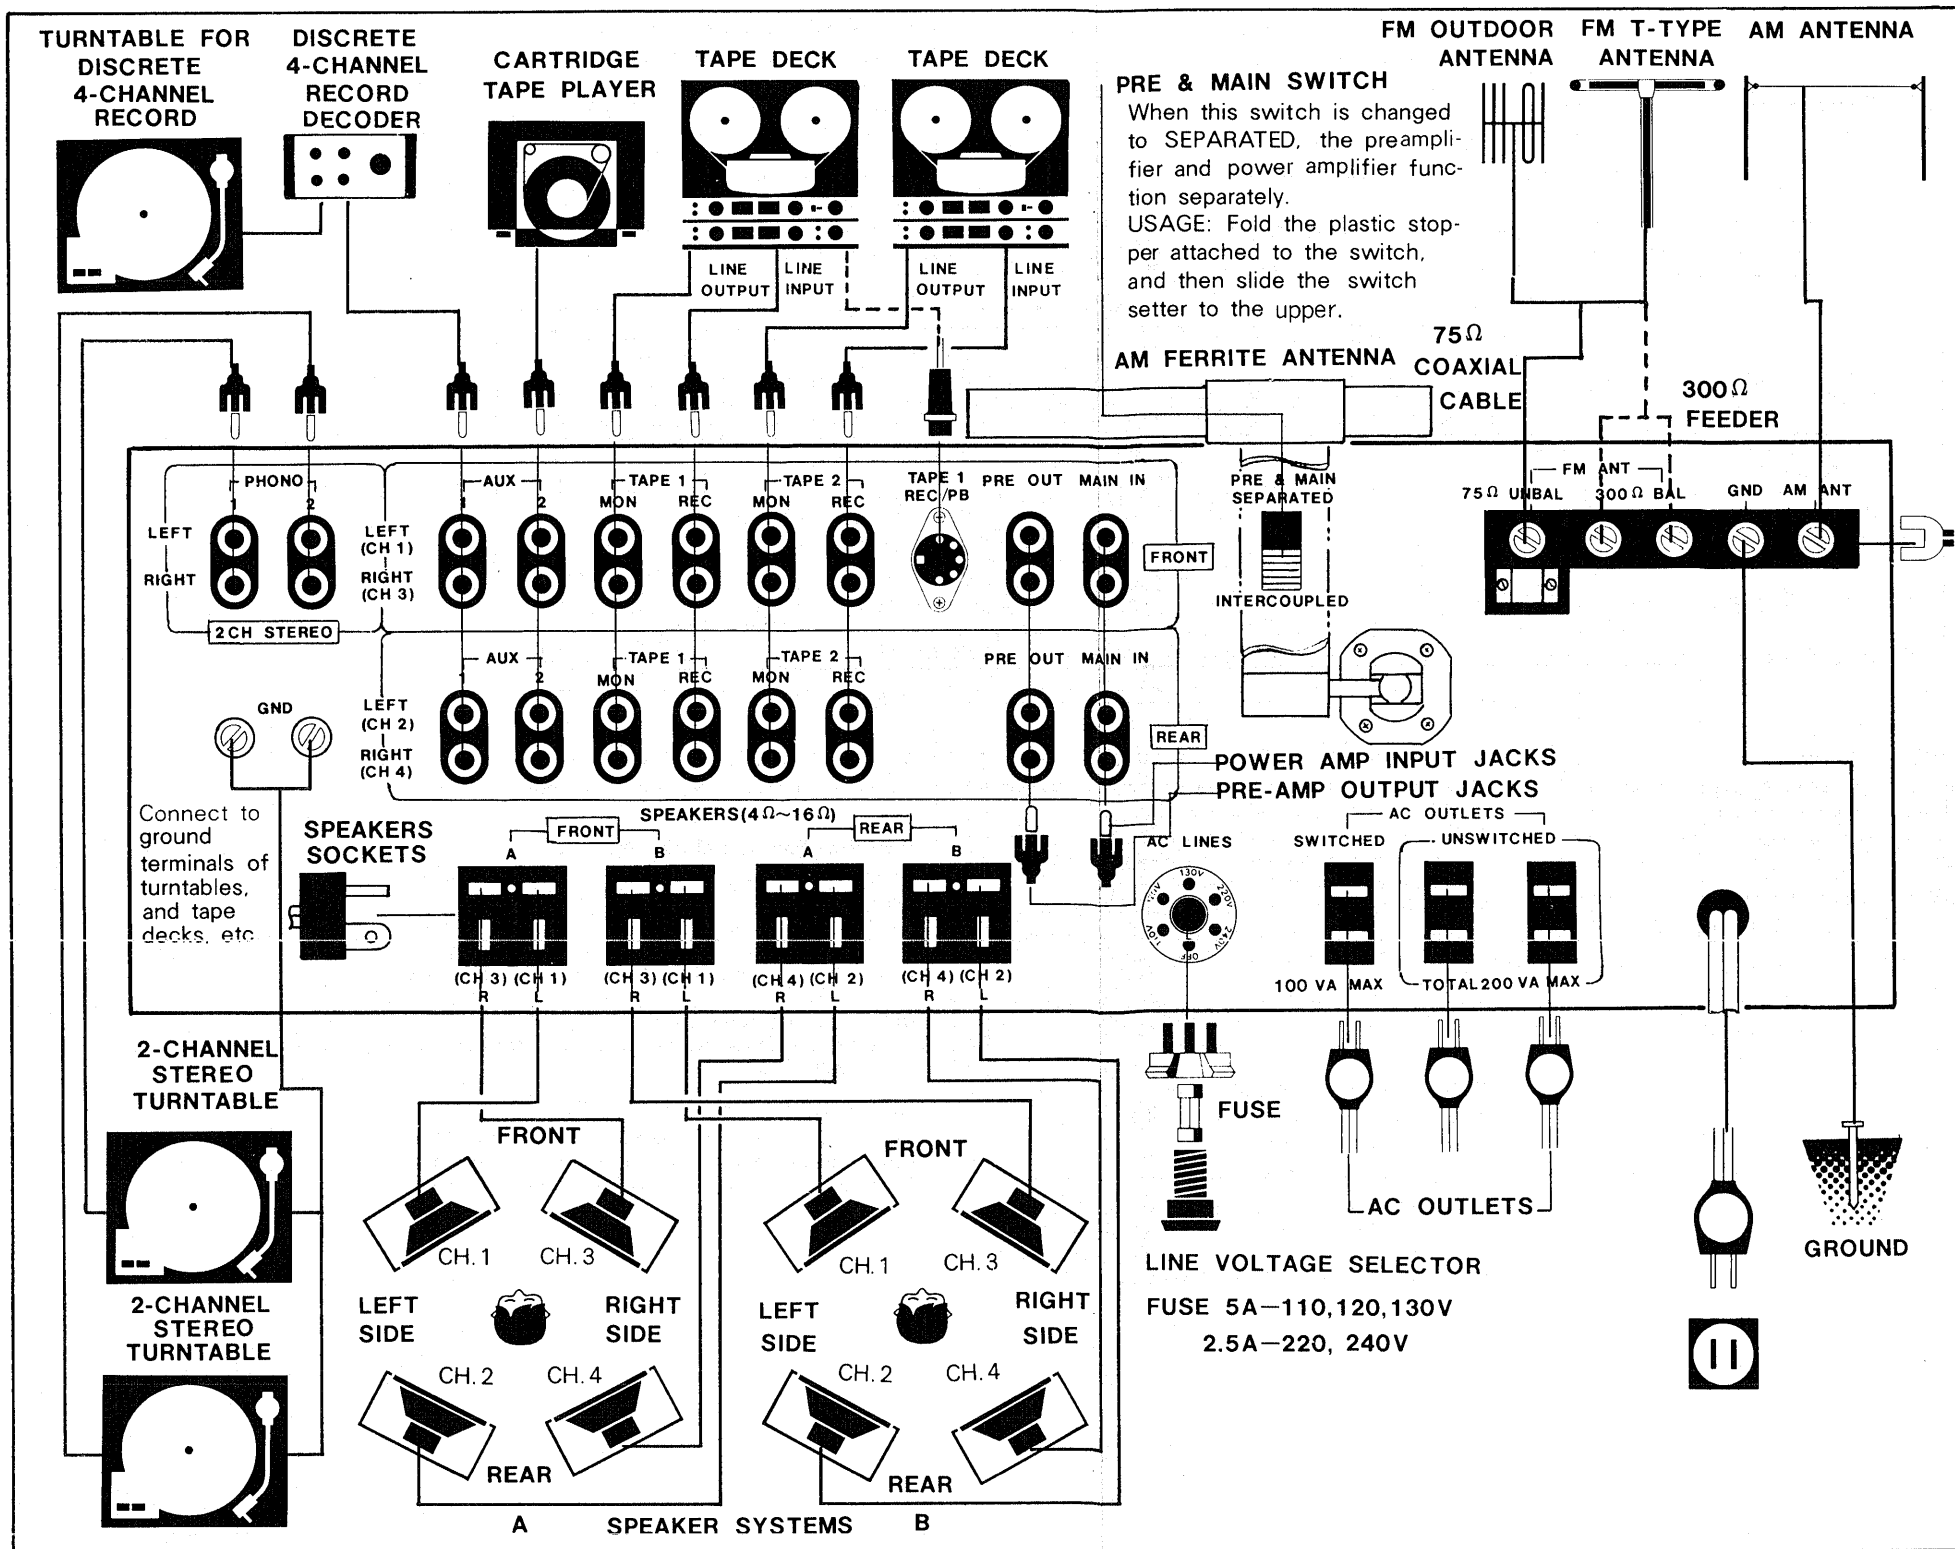 TURNTABLE FOR
DISCRETE
4-CHANNEL
RECORD
DISCRETE
4-CHANNEL
RECORD
DECODER
CARTRIDGE
TAPE PLAYER
TAPE DECK
TAPE DECK
PRE & MAIN SWITCH
When this switch is changed
to SEPARATED, the preampli-
fier and power amplifier func-
tion separately.
USAGE: Fold the plastic stop-
per attached to the switch,
and then slide the switch
setter to the upper.
FM OUTDOOR
ANTENNA
FM T-TYPE
ANTENNA
AM ANTENNA
LINE
OUTPUT
LINE
INPUT
LINE
OUTPUT
LINE
INPUT
AM FERRITE ANTENNA
75Ω
COAXIAL
CABLE
300Ω
FEEDER
PHONO
1
2
LEFT
RIGHT
2CH STEREO
AUX
1
2
TAPE 1
MON
REC
TAPE 2
MON
REC
TAPE 1
REC/PB
PRE OUT
MAIN IN
LEFT
(CH 1)
RIGHT
(CH 3)
FRONT
PRE & MAIN
SEPARATED
INTERCOUPLED
FM ANT
75Ω UNBAL
300Ω BAL
GND
AM ANT
AUX
1
2
TAPE 1
MON
REC
TAPE 2
MON
REC
PRE OUT
MAIN IN
LEFT
(CH 2)
RIGHT
(CH 4)
REAR
GND
Connect to
ground
terminals of
turntables,
and tape
decks, etc
POWER AMP INPUT JACKS
PRE-AMP OUTPUT JACKS
SPEAKERS
SOCKETS
SPEAKERS(4Ω~16Ω)
FRONT
A
B
REAR
A
B
(CH 3)
(CH 1)
R
L
(CH 3)
(CH 1)
R
L
(CH 4)
(CH 2)
R
L
(CH 4)
(CH 2)
R
L
AC LINES
130V
220V
240V
OFF
110V
AC OUTLETS
SWITCHED
UNSWITCHED
100 VA MAX
TOTAL 200 VA MAX
2-CHANNEL
STEREO
TURNTABLE
2-CHANNEL
STEREO
TURNTABLE
FRONT
CH.1
CH.3
LEFT
SIDE
RIGHT
SIDE
CH.2
CH.4
REAR
A
FRONT
CH.1
CH.3
LEFT
SIDE
RIGHT
SIDE
CH.2
CH.4
REAR
SPEAKER SYSTEMS
B
FUSE
AC OUTLETS
LINE VOLTAGE SELECTOR
FUSE 5A—110,120,130V
2.5A—220, 240V
GROUND